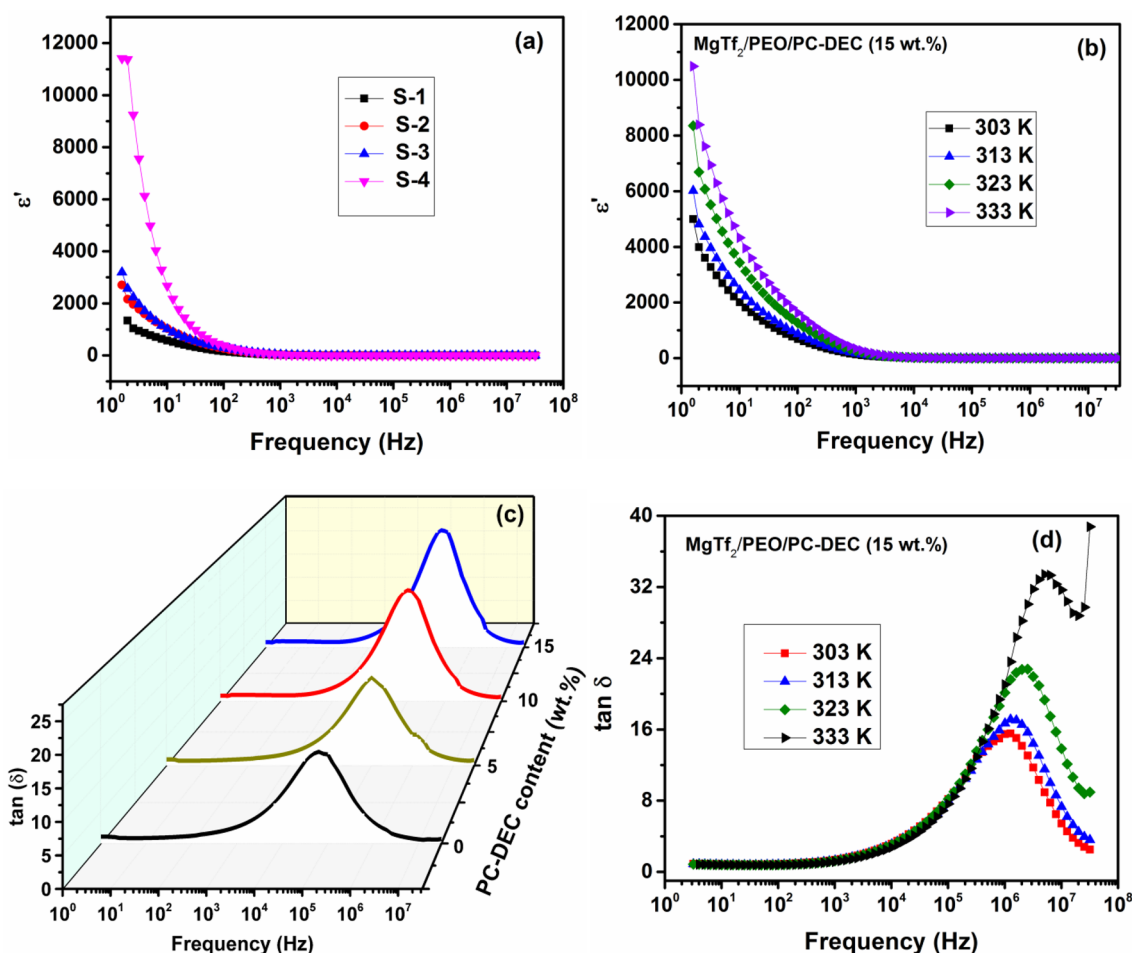 (a)
12000
10000
8000
6000
4000
2000
0
ε'
S-1
S-2
S-3
S-4
10⁰ 10¹ 10² 10³ 10⁴ 10⁵ 10⁶ 10⁷ 10⁸
Frequency (Hz)
(b)
MgTf₂/PEO/PC-DEC (15 wt.%)
12000
10000
8000
6000
4000
2000
0
ε'
303 K
313 K
323 K
333 K
10⁰ 10¹ 10² 10³ 10⁴ 10⁵ 10⁶ 10⁷
Frequency (Hz)
(c)
25
20
15
10
5
0
tan (δ)
15
10
5
0
PC-DEC content (wt.%)
10⁰ 10¹ 10² 10³ 10⁴ 10⁵ 10⁶ 10⁷
Frequency (Hz)
(d)
MgTf₂/PEO/PC-DEC (15 wt.%)
40
32
24
16
8
0
tan δ
303 K
313 K
323 K
333 K
10⁰ 10¹ 10² 10³ 10⁴ 10⁵ 10⁶ 10⁷ 10⁸
Frequency (Hz)